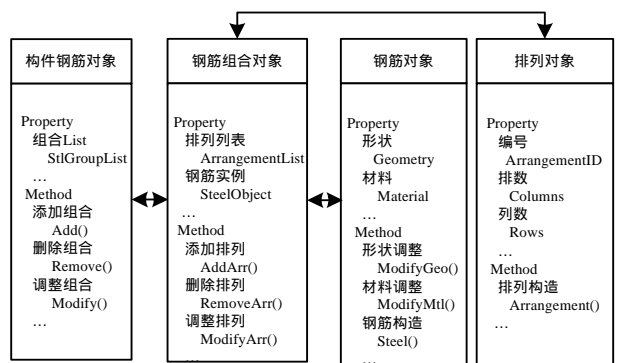 构件钢筋对象
Property
组合List
StlGroupList
…
Method
添加组合
Add()
删除组合
Remove()
调整组合
Modify()
…
钢筋组合对象
Property
排列列表
ArrangementList
钢筋实例
SteelObject
…
Method
添加排列
AddArr()
删除排列
RemoveArr()
调整排列
ModifyArr()
…
钢筋对象
Property
形状
Geometry
材料
Material
…
Method
形状调整
ModifyGeo()
材料调整
ModifyMtl()
钢筋构造
Steel()
…
排列对象
Property
编号
ArrangementID
排数
Columns
列数
Rows
…
Method
排列构造
Arrangement()
…